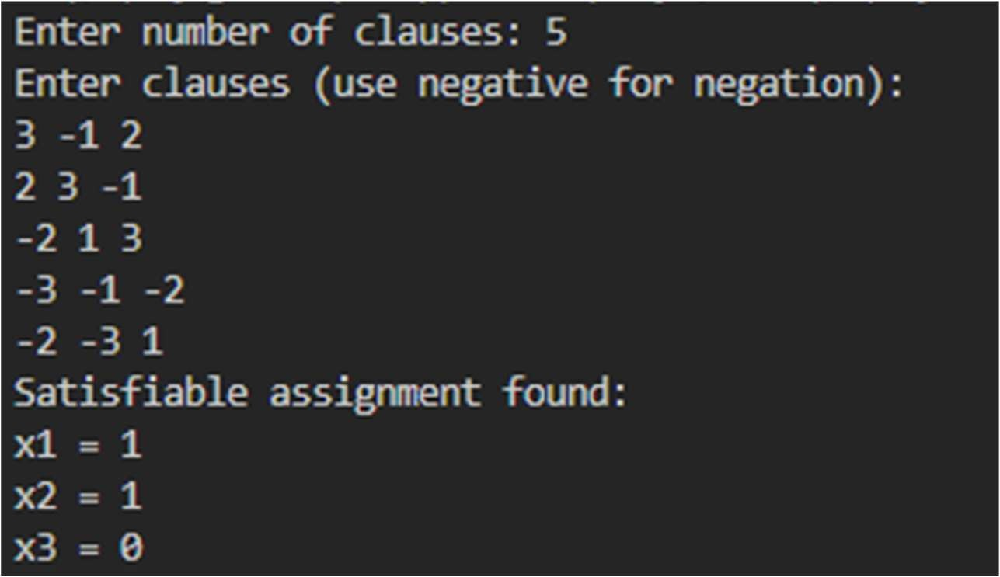 Enter number of clauses: 5
Enter clauses (use negative for negation):
3 -1 2
2 3 -1
-2 1 3
-3 -1 -2
-2 -3 1
Satisfiable assignment found:
x1 = 1
x2 = 1
x3 = 0